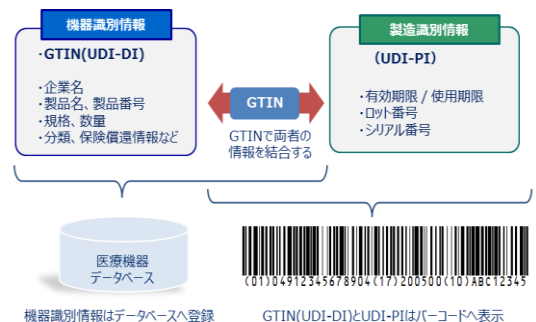 機器識別情報
・GTIN(UDI-DI)
・企業名
・製品名、製品番号
・規格、数量
・分類、保険償還情報など
GTIN
GTINで両者の
情報を結合する
製造識別情報
（UDI-PI）
・有効期限 / 使用期限
・ロット番号
・シリアル番号
医療機器
データベース
機器識別情報はデータベースへ登録
(01)04912345678904(17)200500(10)ABC12345
GTIN(UDI-DI)とUDI-PIはバーコードへ表示